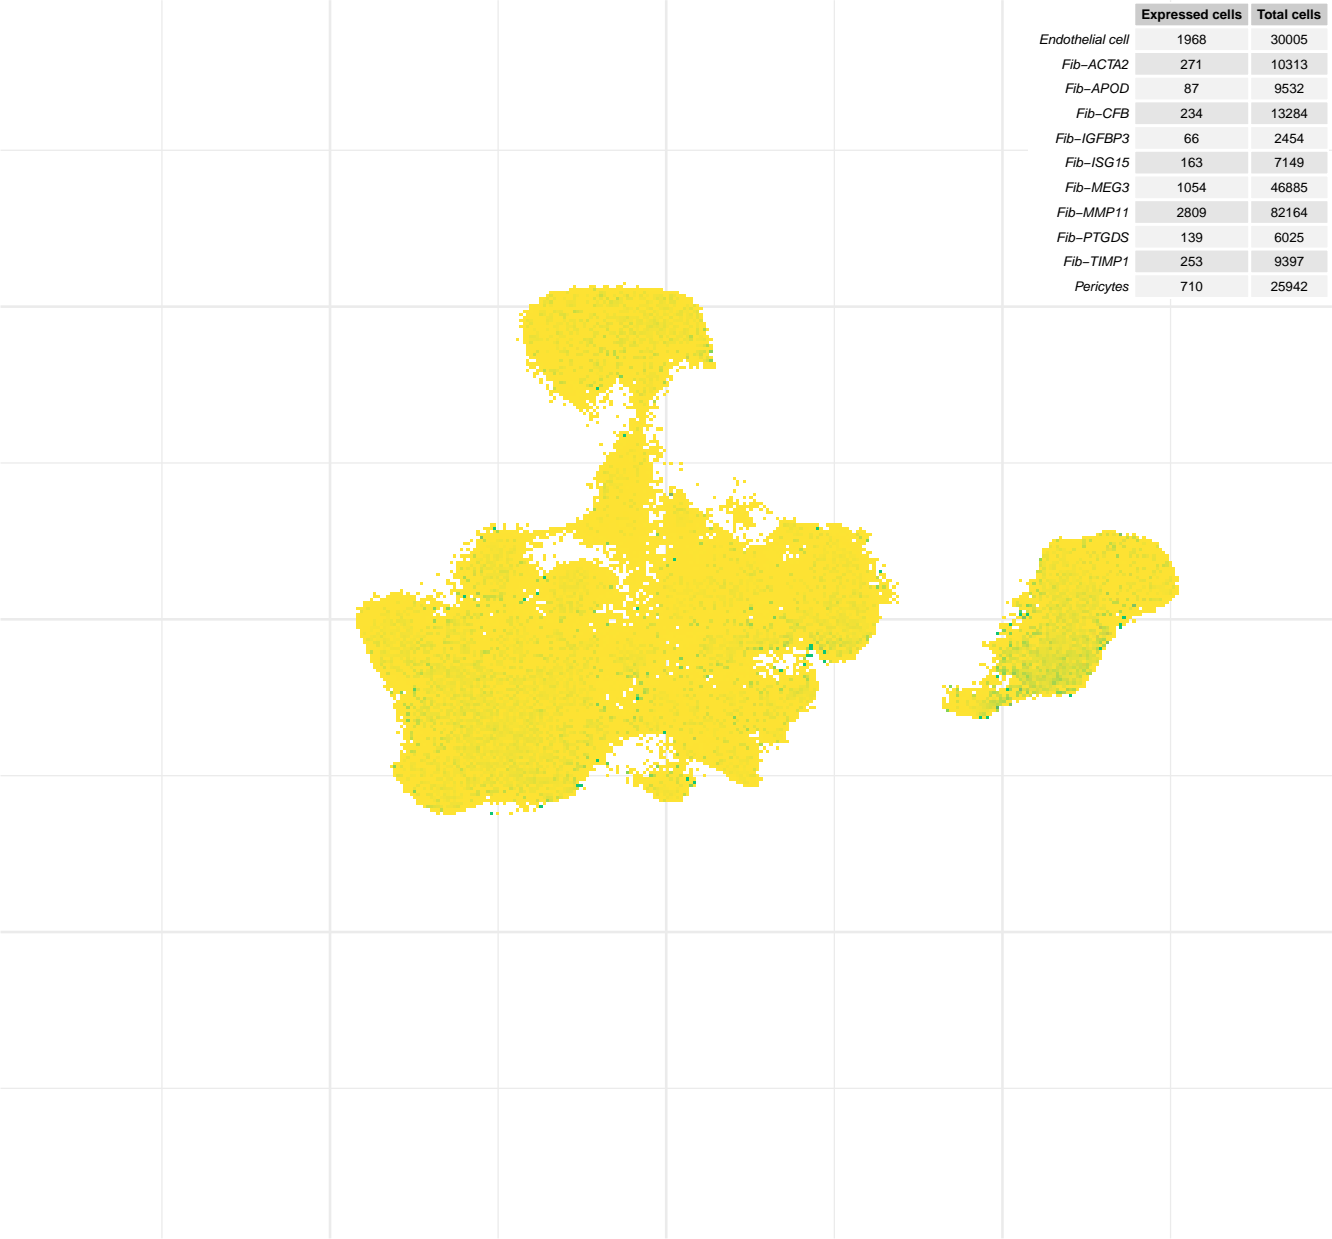 Expressed cells Total cells
Endothelial cell 1968 30005
Fib−ACTA2 271 10313
Fib−APOD 87 9532
Fib−CFB 234 13284
Fib−IGFBP3 66 2454
Fib−ISG15 163 7149
Fib−MEG3 1054 46885
Fib−MMP11 2809 82164
Fib−PTGDS 139 6025
Fib−TIMP1 253 9397
Pericytes 710 25942